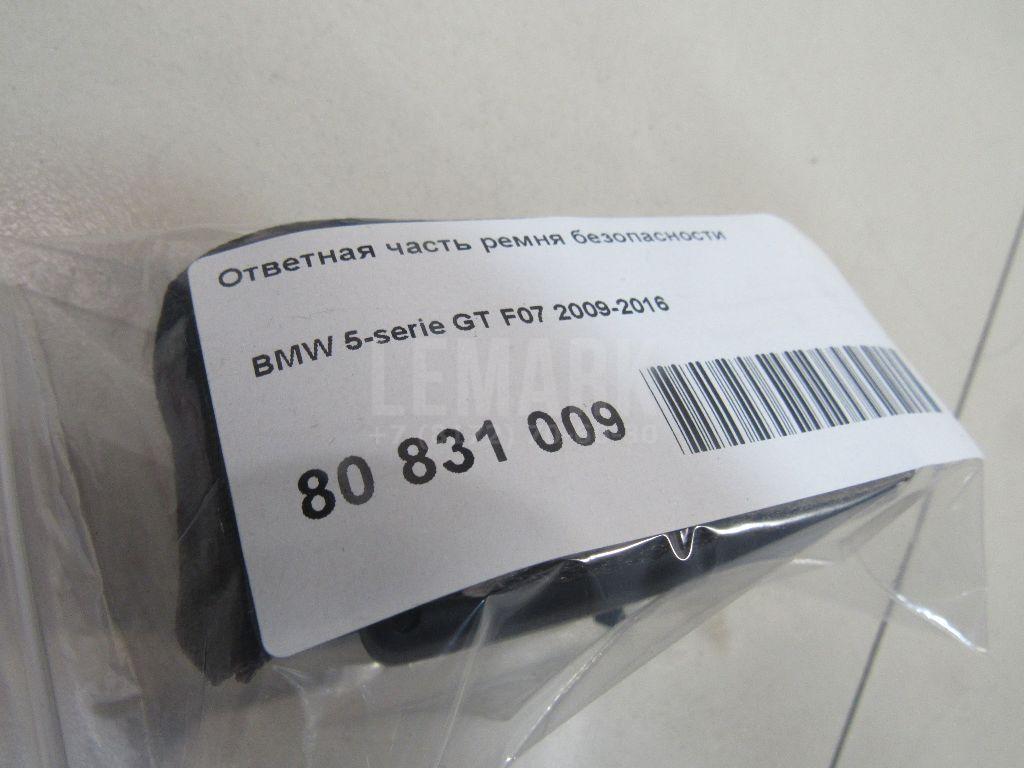 Ответная часть ремня безопасности
BMW 5-serie GT F07 2009-2016
LEMARK
80 831 009